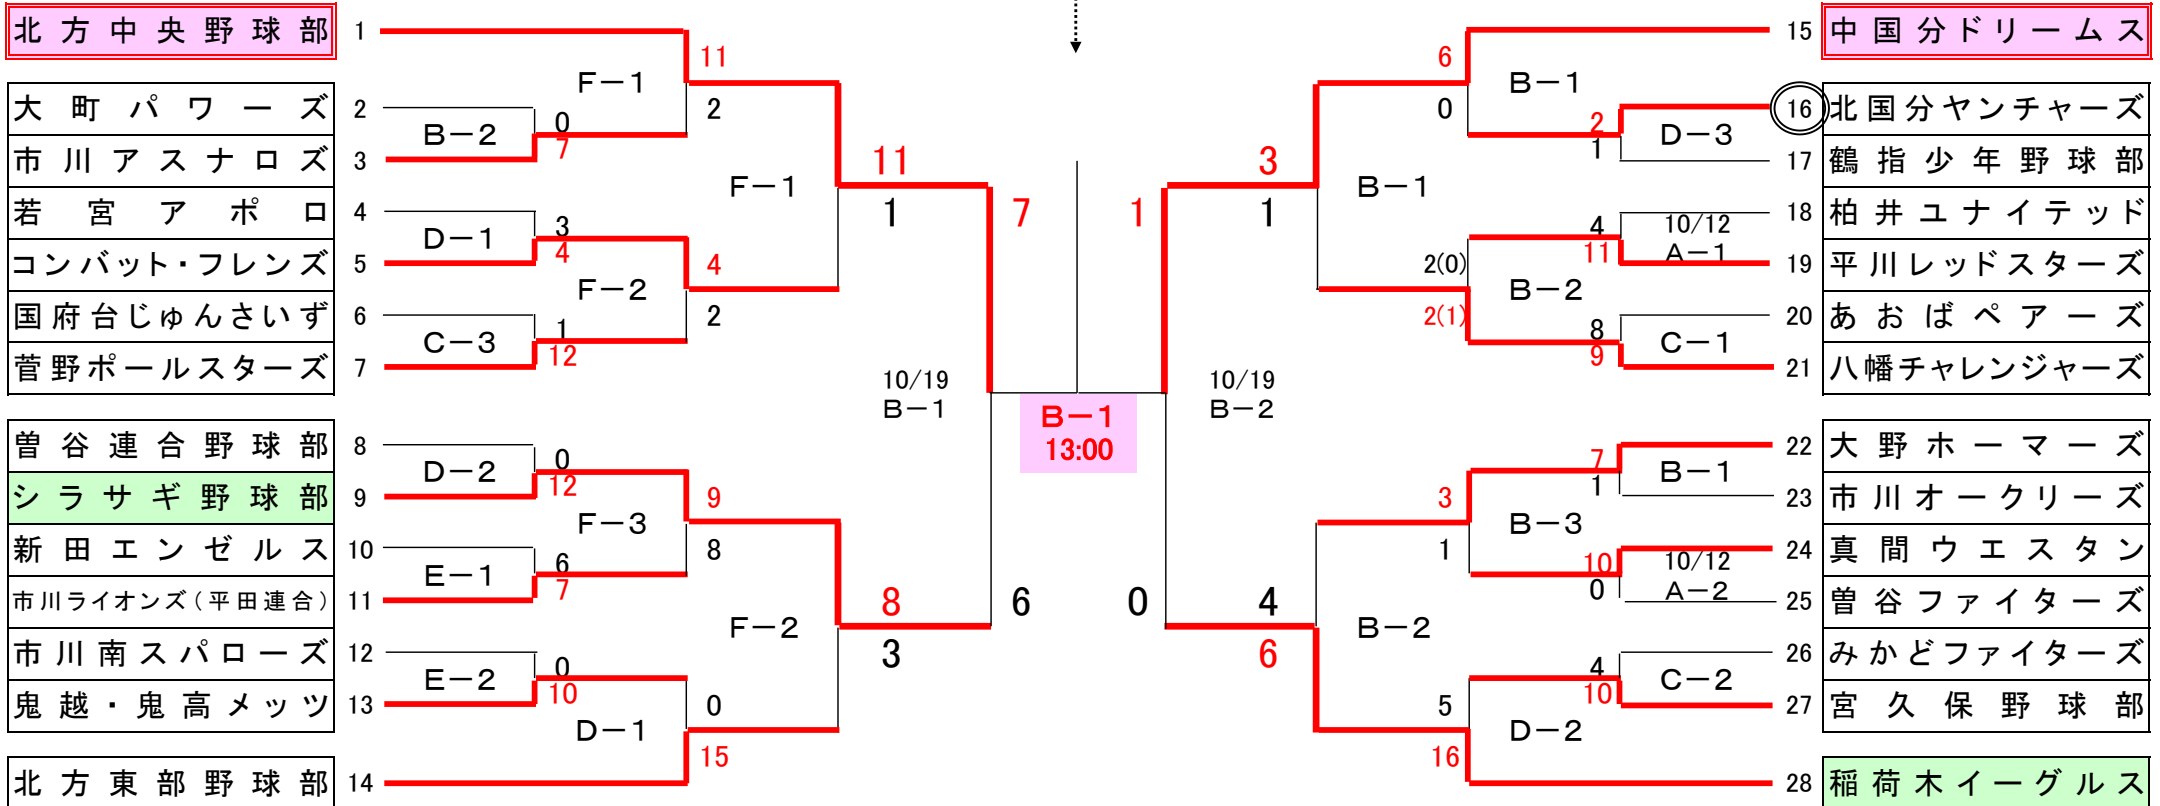 北方中央野球部 1
11
F-1
2
大町パワーズ 2
0
B-2
7
市川アスナロズ 3
11
F-1
1
若宮アポロ 4
3
D-1
4
コンバット・フレンズ 5
4
F-2
2
国府台じゅんさいず 6
1
C-3
12
菅野ポールスターズ 7
10/19
B-1
7
曽谷連合野球部 8
0
D-2
12
シラサギ野球部 9
9
F-3
8
新田エンゼルス 10
6
E-1
7
市川ライオンズ(平田連合) 11
8
F-2
3
6
市川南スパローズ 12
0
E-2
10
鬼越・鬼高メッツ 13
0
D-1
15
北方東部野球部 14
B-1
13:00
15 中国分ドリームス
6
B-1
0
16 北国分ヤンチャーズ
2
D-3
1
17 鶴指少年野球部
3
B-1
1
1
18 柏井ユナイテッド
4
10/12
A-1
11
19 平川レッドスターズ
2(0)
B-2
2(1)
20 あおばペアーズ
8
C-1
9
21 八幡チャレンジャーズ
10/19
B-2
22 大野ホーマーズ
7
B-1
1
23 市川オークリーズ
3
B-3
1
24 真間ウエスタン
10
10/12
A-2
0
25 曽谷ファイターズ
0
4
B-2
6
26 みかどファイターズ
4
C-2
10
27 宮久保野球部
5
D-2
16
28 稲荷木イーグルス